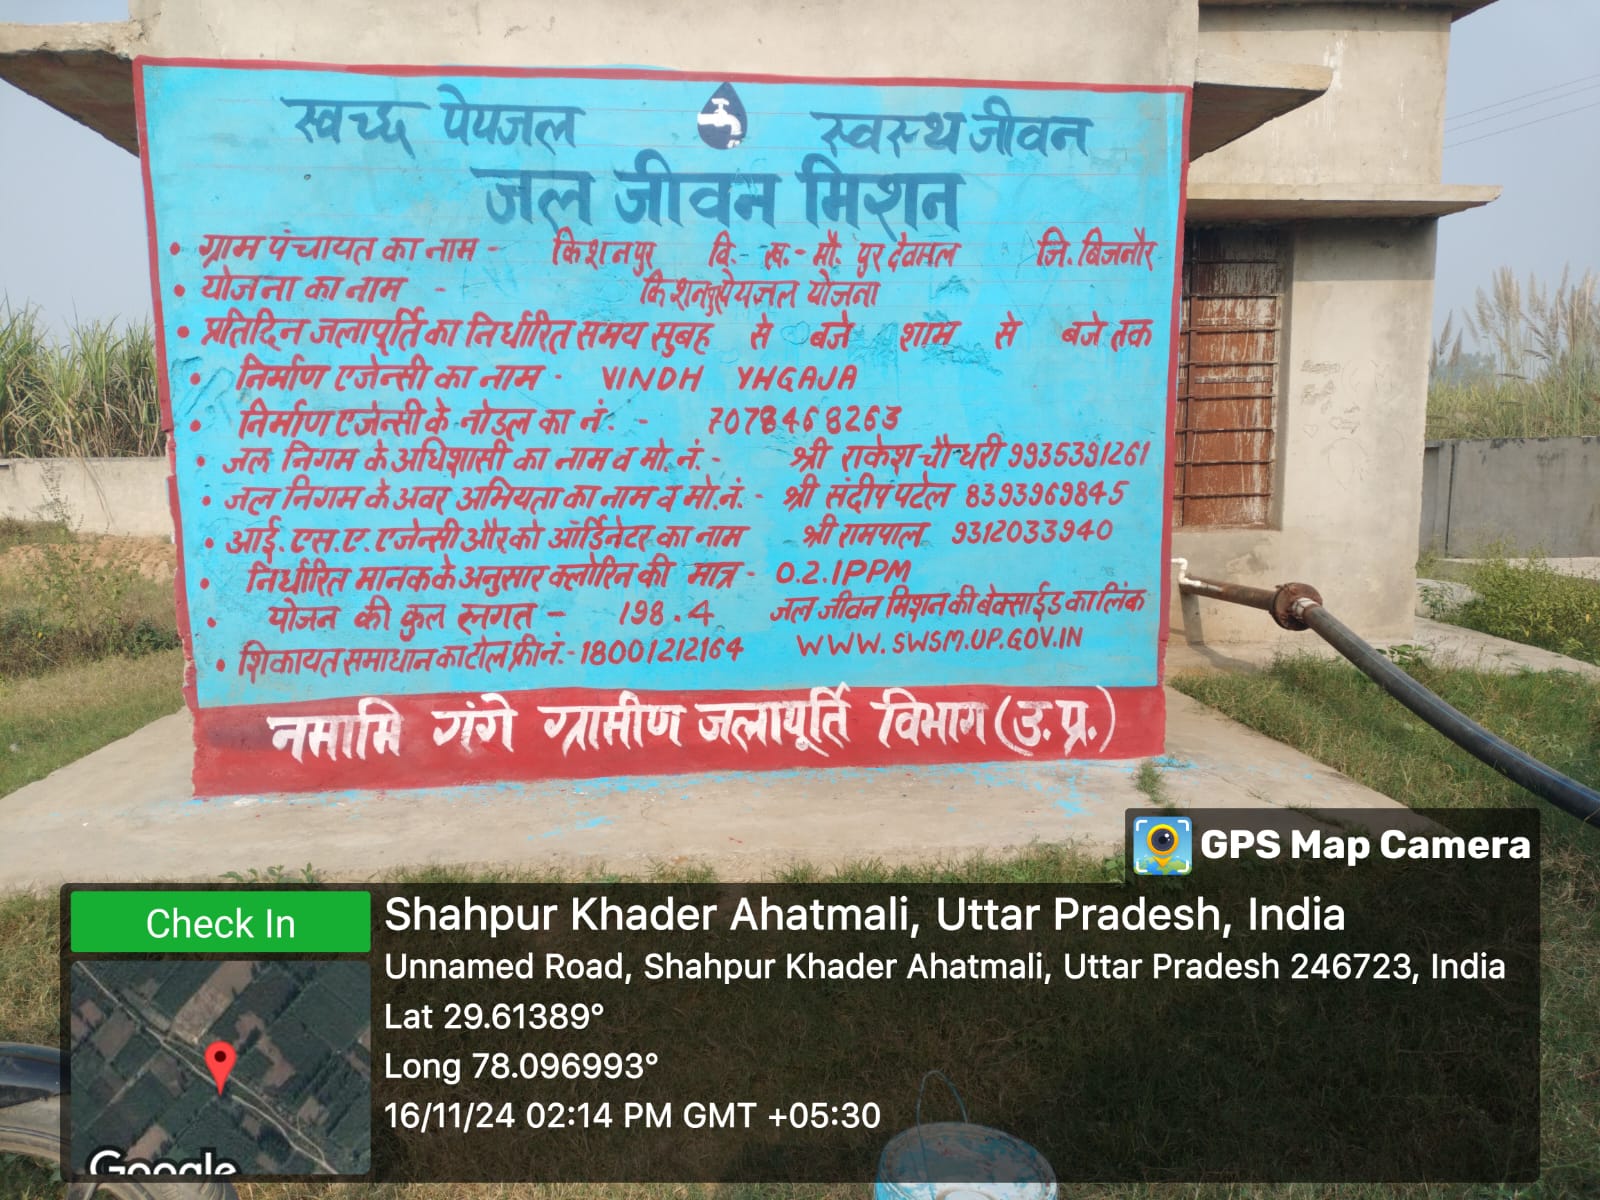 स्वच्छ पेयजल स्वस्थ जीवन
जल जीवन मिशन
• ग्राम पंचायत का नाम - किशनपुर वि.- ख.- मौ. पुर देवमल जि. बिजनौर
• योजना का नाम - किशनपुर पेयजल योजना
• प्रतिदिन जलापूर्ति का निर्धारित समय सुबह से बजे शाम से बजे तक
• निर्माण एजेन्सी का नाम - VINDH YHGAJA
• निर्माण एजेन्सी के नोडल का नं. - 7078468263
• जल निगम के अधिशासी का नाम व मो. नं. - श्री राकेश चौधरी 9935391261
• जल निगम के अवर अभियता का नाम व मो. नं. - श्री संदीप पटेल 8393969845
• आई. एस. ए. एजेन्सी और को ऑर्डिनेटर का नाम श्री रामपाल 9312033940
• निर्धारित मानक के अनुसार क्लोरिन की मात्र - 0.2.1PPM
• योजन की कुल लागत - 198.4 जल जीवन मिशन की बेक्साईड का लिंक
• शिकायत समाधान का टोल फ्री नं. - 18001212164 WWW.SWSM.UP.GOV.IN
नमामि गंगे ग्रामीण जलापूर्ति विभाग (उ. प्र.)
GPS Map Camera
Check In
Shahpur Khader Ahatmali, Uttar Pradesh, India
Unnamed Road, Shahpur Khader Ahatmali, Uttar Pradesh 246723, India
Lat 29.61389°
Long 78.096993°
16/11/24 02:14 PM GMT +05:30
Google